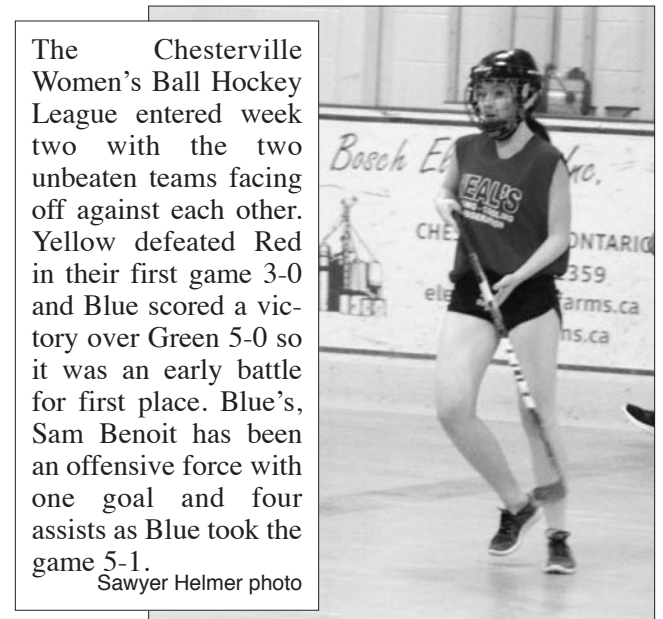 The Chesterville
Women's Ball Hockey
League entered week
two with the two
unbeaten teams facing
off against each other.
Yellow defeated Red
in their first game 3-0
and Blue scored a vic-
tory over Green 5-0 so
it was an early battle
for first place. Blue's,
Sam Benoit has been
an offensive force with
one goal and four
assists as Blue took the
game 5-1.
Sawyer Helmer photo
Bosch
EAL'S
ONTARIO
359
farms.ca
ms.ca